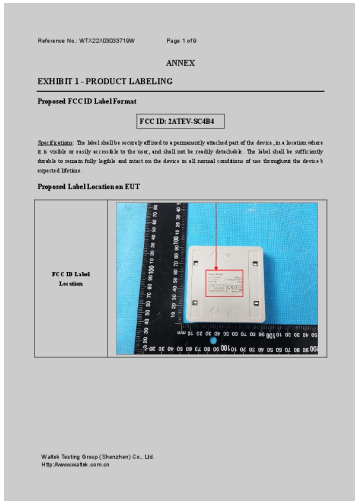 Reference No.: WTX22X03033719W Page 1 of 9
ANNEX
EXHIBIT 1 - PRODUCT LABELING
Proposed FCC ID Label Format
FCC ID: 2ATEV-SC4B4
Specifications: The label shall be securely affixed to a permanently attached part of the device, in a location where
it is visible or easily accessible to the user, and shall not be readily detachable. The label shall be sufficiently
durable to remain fully legible and intact on the device in all normal conditions of use throughout the device's
expected lifetime.
Proposed Label Location on EUT
FCC ID Label
Location
Waltek Testing Group (Shenzhen) Co., Ltd.
Http://www.waltek.com.cn